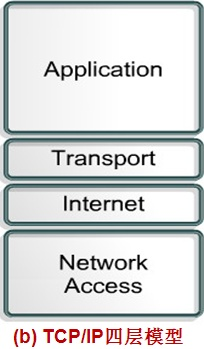 Application
Transport
Internet
Network
Access
(b) TCP/IP四层模型